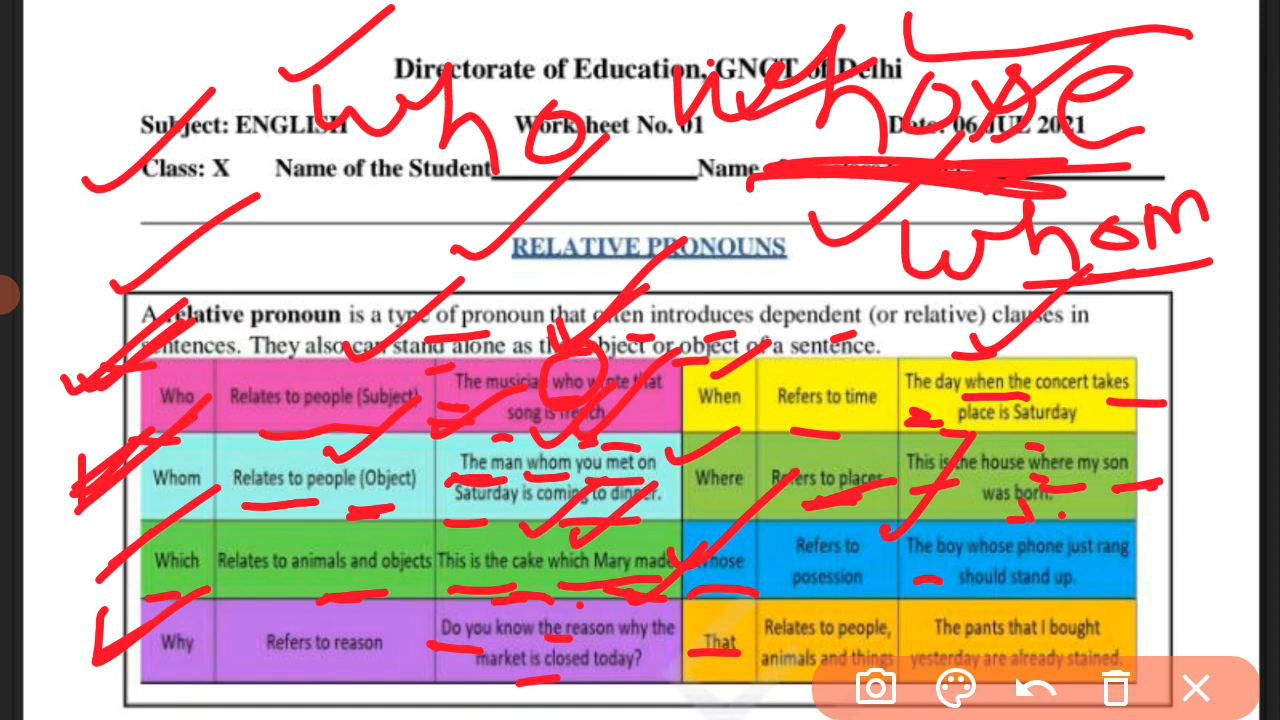 Directorate of Education, GNCT of Delhi
who whose
Subject: ENGLISH Worksheet No. 01 Date: 06 JUL 2021
Class: X Name of the Student Name
whom
RELATIVE PRONOUNS
A relative pronoun is a type of pronoun that often introduces dependent (or relative) clauses in
sentences. They also can stand alone as the subject or object of a sentence.
Who Relates to people (Subject) The musician who wrote that song is french When Refers to time The day when the concert takes place is Saturday
Whom Relates to people (Object) The man whom you met on Saturday is coming to dinner. Where Refers to places This is the house where my son was born.
Which Relates to animals and objects This is the cake which Mary made Whose Refers to posession The boy whose phone just rang should stand up.
Why Refers to reason Do you know the reason why the market is closed today? That Relates to people, animals and things The pants that I bought yesterday are already stained.